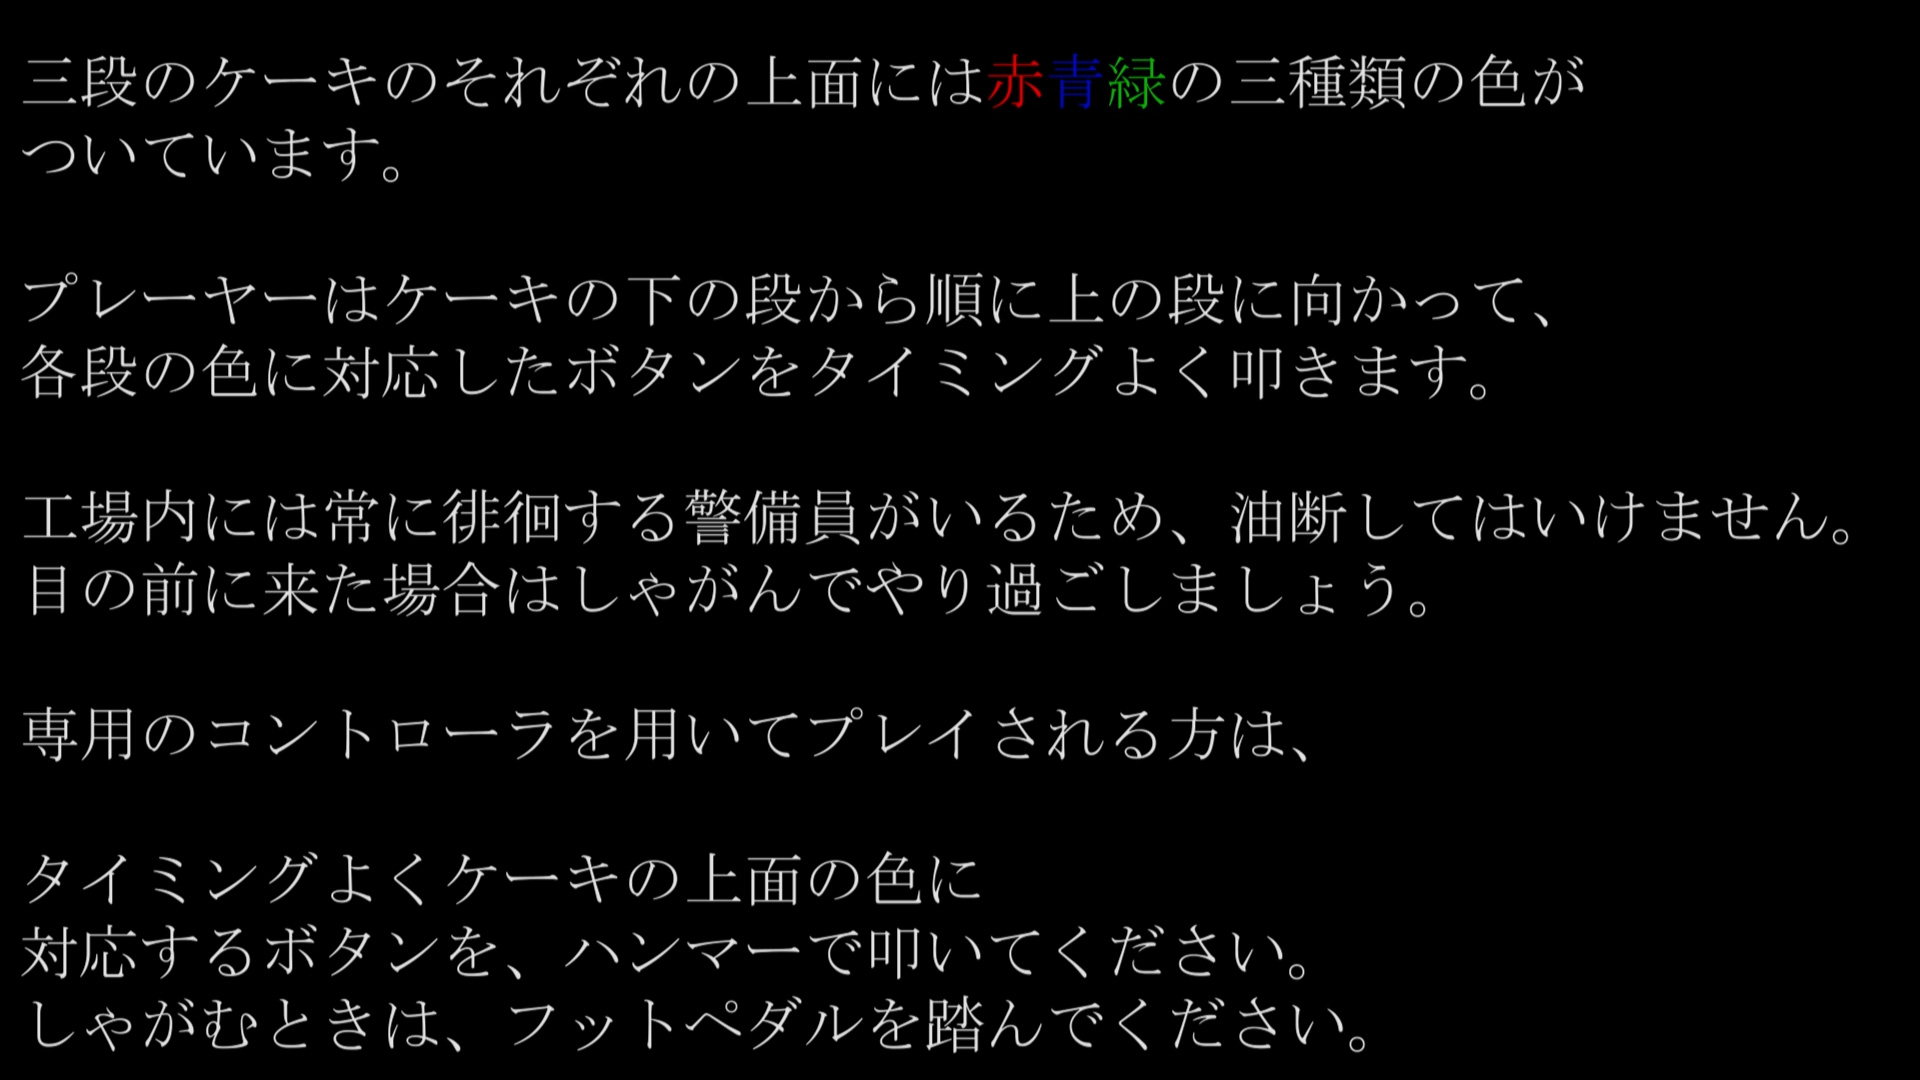 三段のケーキのそれぞれの上面には赤青緑の三種類の色が
ついています。
プレーヤーはケーキの下の段から順に上の段に向かって、
各段の色に対応したボタンをタイミングよく叩きます。
工場内には常に徘徊する警備員がいるため、油断してはいけません。
目の前に来た場合はしゃがんでやり過ごしましょう。
専用のコントローラを用いてプレイされる方は、
タイミングよくケーキの上面の色に
対応するボタンを、ハンマーで叩いてください。
しゃがむときは、フットペダルを踏んでください。